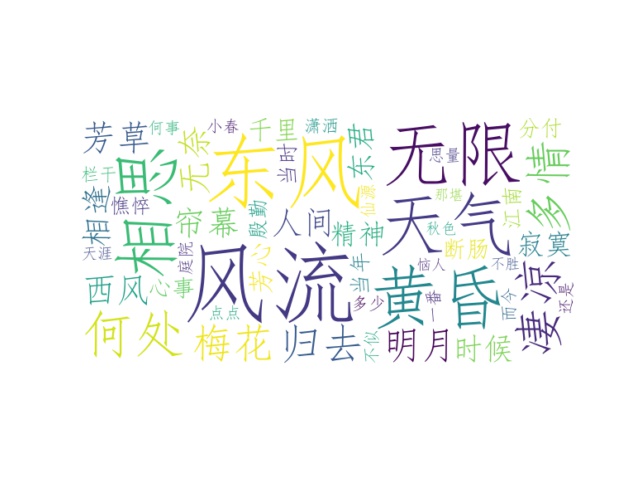 芳草
何事
小春
千里
潇洒
无限
分付
相思
无奈
东风
当时
东君
思量
多情
栏干
相逢
憔悴
帘幕
殷勤
人间
仙源
精神
那堪
天气
秋色
江南
断肠
寂寞
天涯
庭院
西风
心事
风流
芳心
当年
恼人
不胜
凄凉
多少
黄昏
一番
而今
还是
点点
何处
梅花
归去
不似
明月
时候